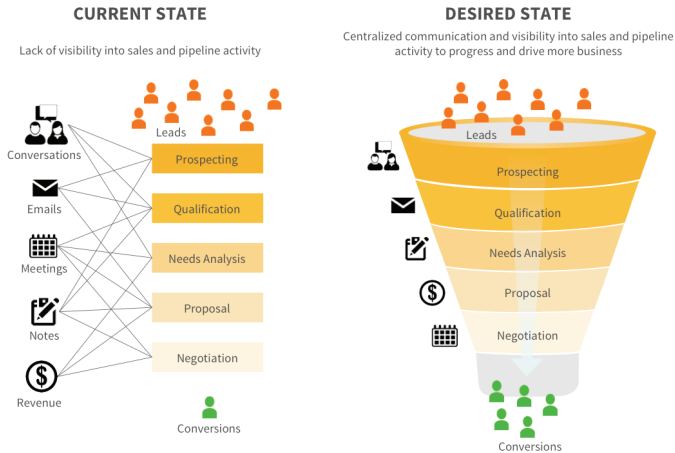 CURRENT STATE
Lack of visibility into sales and pipeline activity
Leads
Conversations
Emails
Meetings
Notes
Revenue
Prospecting
Qualification
Needs Analysis
Proposal
Negotiation
Conversions
DESIRED STATE
Centralized communication and visibility into sales and pipeline
activity to progress and drive more business
Leads
Prospecting
Qualification
Needs Analysis
Proposal
Negotiation
Conversions